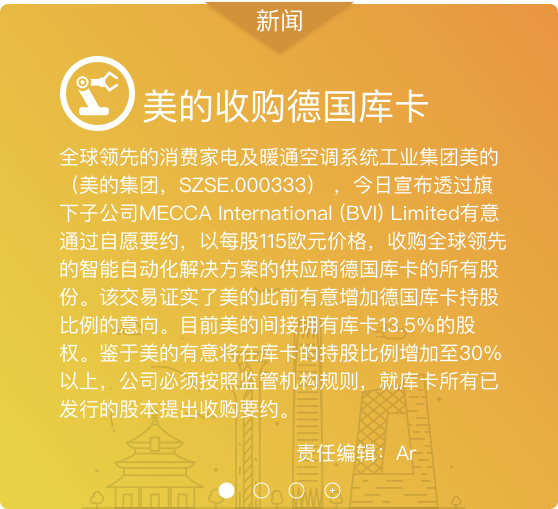 新闻
美的收购德国库卡
全球领先的消费家电及暖通空调系统工业集团美的
（美的集团，SZSE.000333），今日宣布透过旗
下子公司MECCA International (BVI) Limited有意
通过自愿要约，以每股115欧元价格，收购全球领先
的智能自动化解决方案的供应商德国库卡的所有股
份。该交易证实了美的此前有意增加德国库卡持股
比例的意向。目前美的间接拥有库卡13.5%的股
权。鉴于美的有意将在库卡的持股比例增加至30%
以上，公司必须按照监管机构规则，就库卡所有已
发行的股本提出收购要约。
责任编辑：Ar